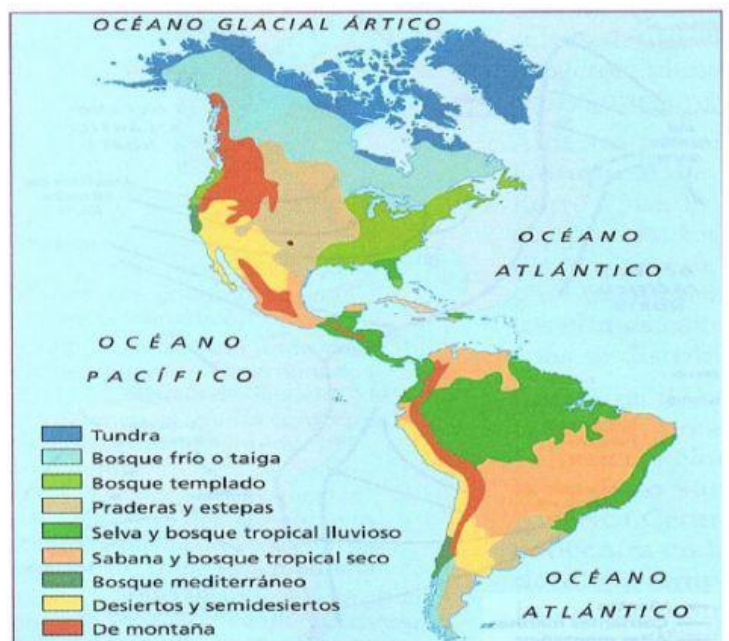 OCÉANO GLACIAL ÁRTICO
OCÉANO
ATLÁNTICO
OCÉANO
PACÍFICO
Tundra
Bosque frío o taiga
Bosque templado
Praderas y estepas
Selva y bosque tropical lluvioso
Sabana y bosque tropical seco
Bosque mediterráneo
Desiertos y semidesiertos
De montaña
OCÉANO
ATLÁNTICO